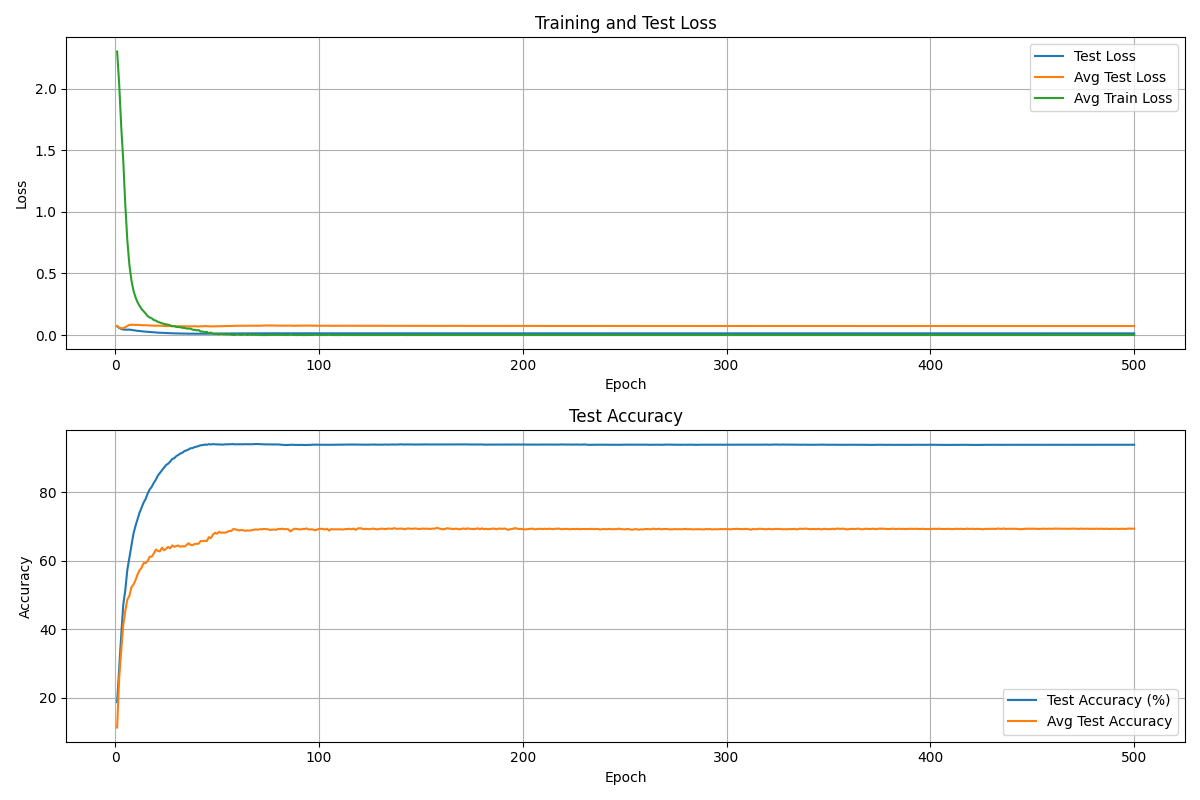 Training and Test Loss
Test Loss
Avg Test Loss
Avg Train Loss
Loss
2.0
1.5
1.0
0.5
0.0
0 100 200 300 400 500
Epoch
Test Accuracy
Accuracy
80
60
40
20
Test Accuracy (%)
Avg Test Accuracy
0 100 200 300 400 500
Epoch